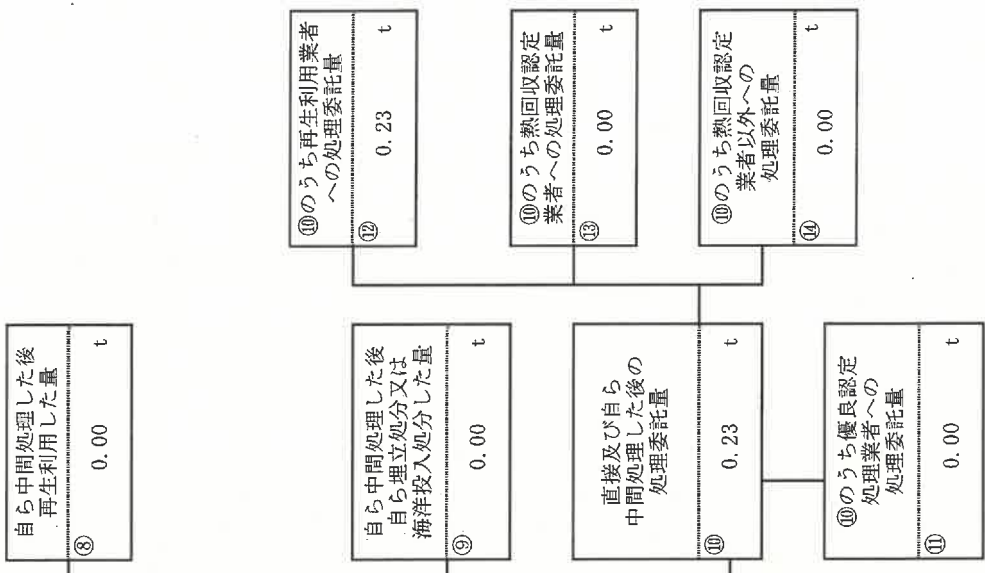 自ら中間処理した後
再生利用した量
⑧
0.00 t
自ら中間処理した後
自ら埋立処分又は
海洋投入処分した量
⑨
0.00 t
直接及び自ら
中間処理した後の
処理委託量
⑩
0.23 t
⑩のうち優良認定
処理業者への
処理委託量
⑪
0.00 t
⑩のうち再生利用業者
への処理委託量
⑫
0.23 t
⑩のうち熱回収認定
業者への処理委託量
⑬
0.00 t
⑩のうち熱回収認定
業者以外への
処理委託量
⑭
0.00 t